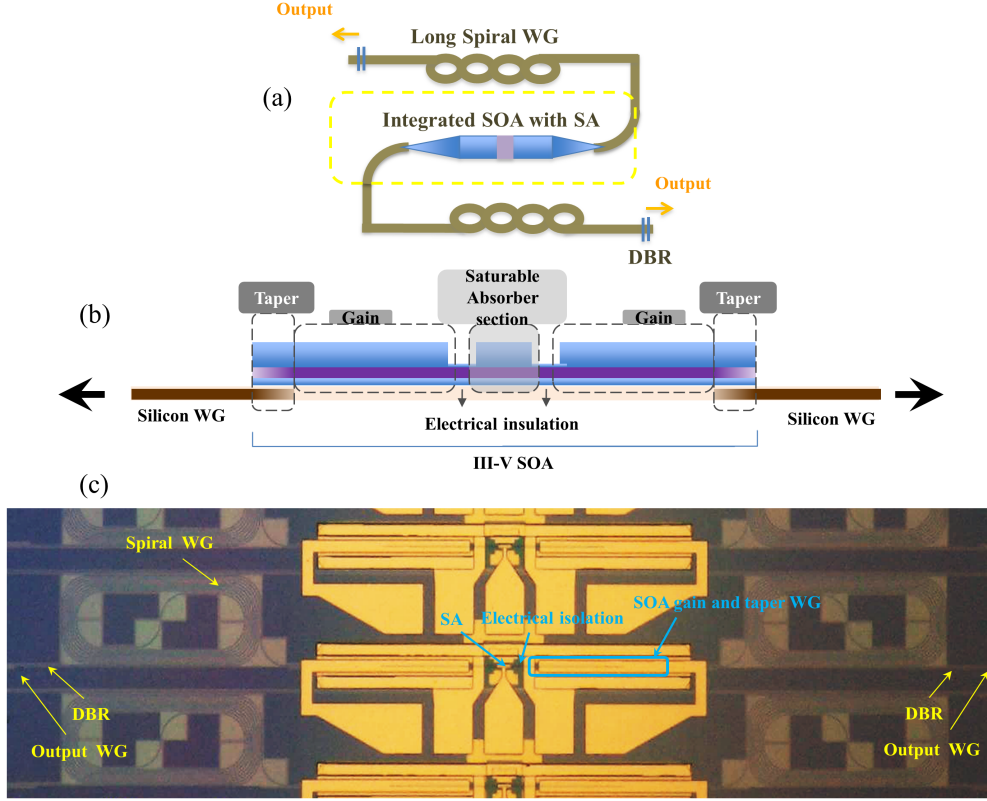 Output
Long Spiral WG
(a)
Integrated SOA with SA
Output
DBR
(b)
Taper
Gain
Saturable
Absorber
section
Gain
Taper
Silicon WG
Electrical insulation
Silicon WG
III-V SOA
(c)
Spiral WG
SA
Electrical isolation
SOA gain and taper WG
DBR
Output WG
DBR
Output WG